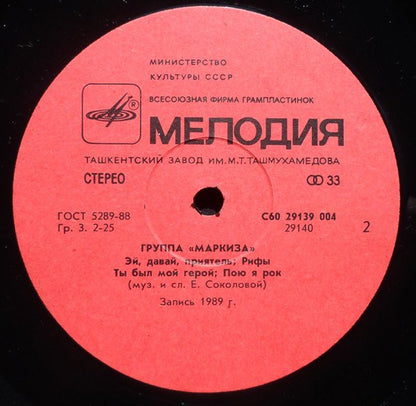 МИНИСТЕРСТВО
КУЛЬТУРЫ СССР
ВСЕСОЮЗНАЯ ФИРМА ГРАМПЛАСТИНОК
®
МЕЛОДИЯ
ТАШКЕНТСКИЙ ЗАВОД ИМ. М.Т.ТАШМУХАМЕДОВА
СТЕРЕО 33
ГОСТ 5289-88 С60 29139 004
Гр. 3. 2-25 29140 2
ГРУППА «МАРКИЗА»
Эй, давай, приятель; Рифы
Ты был мой герой; Пою я рок
(муз. и сл. Е. Соколовой)
Запись 1989 г.